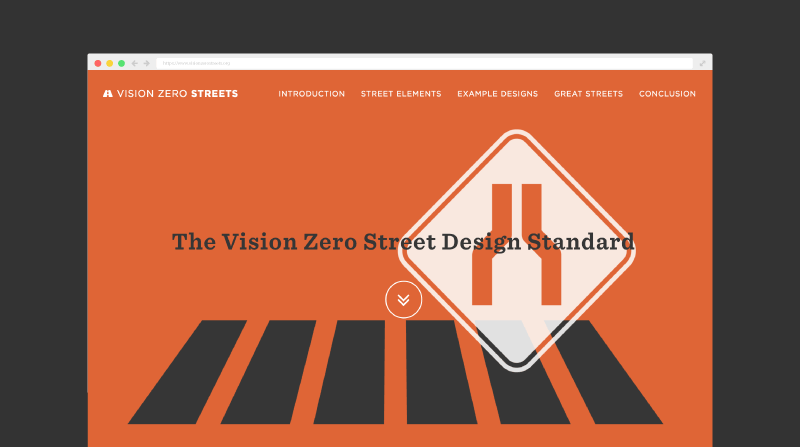 VISION ZERO STREETS
INTRODUCTION STREET ELEMENTS EXAMPLE DESIGNS GREAT STREETS CONCLUSION
The Vision Zero Street Design Standard